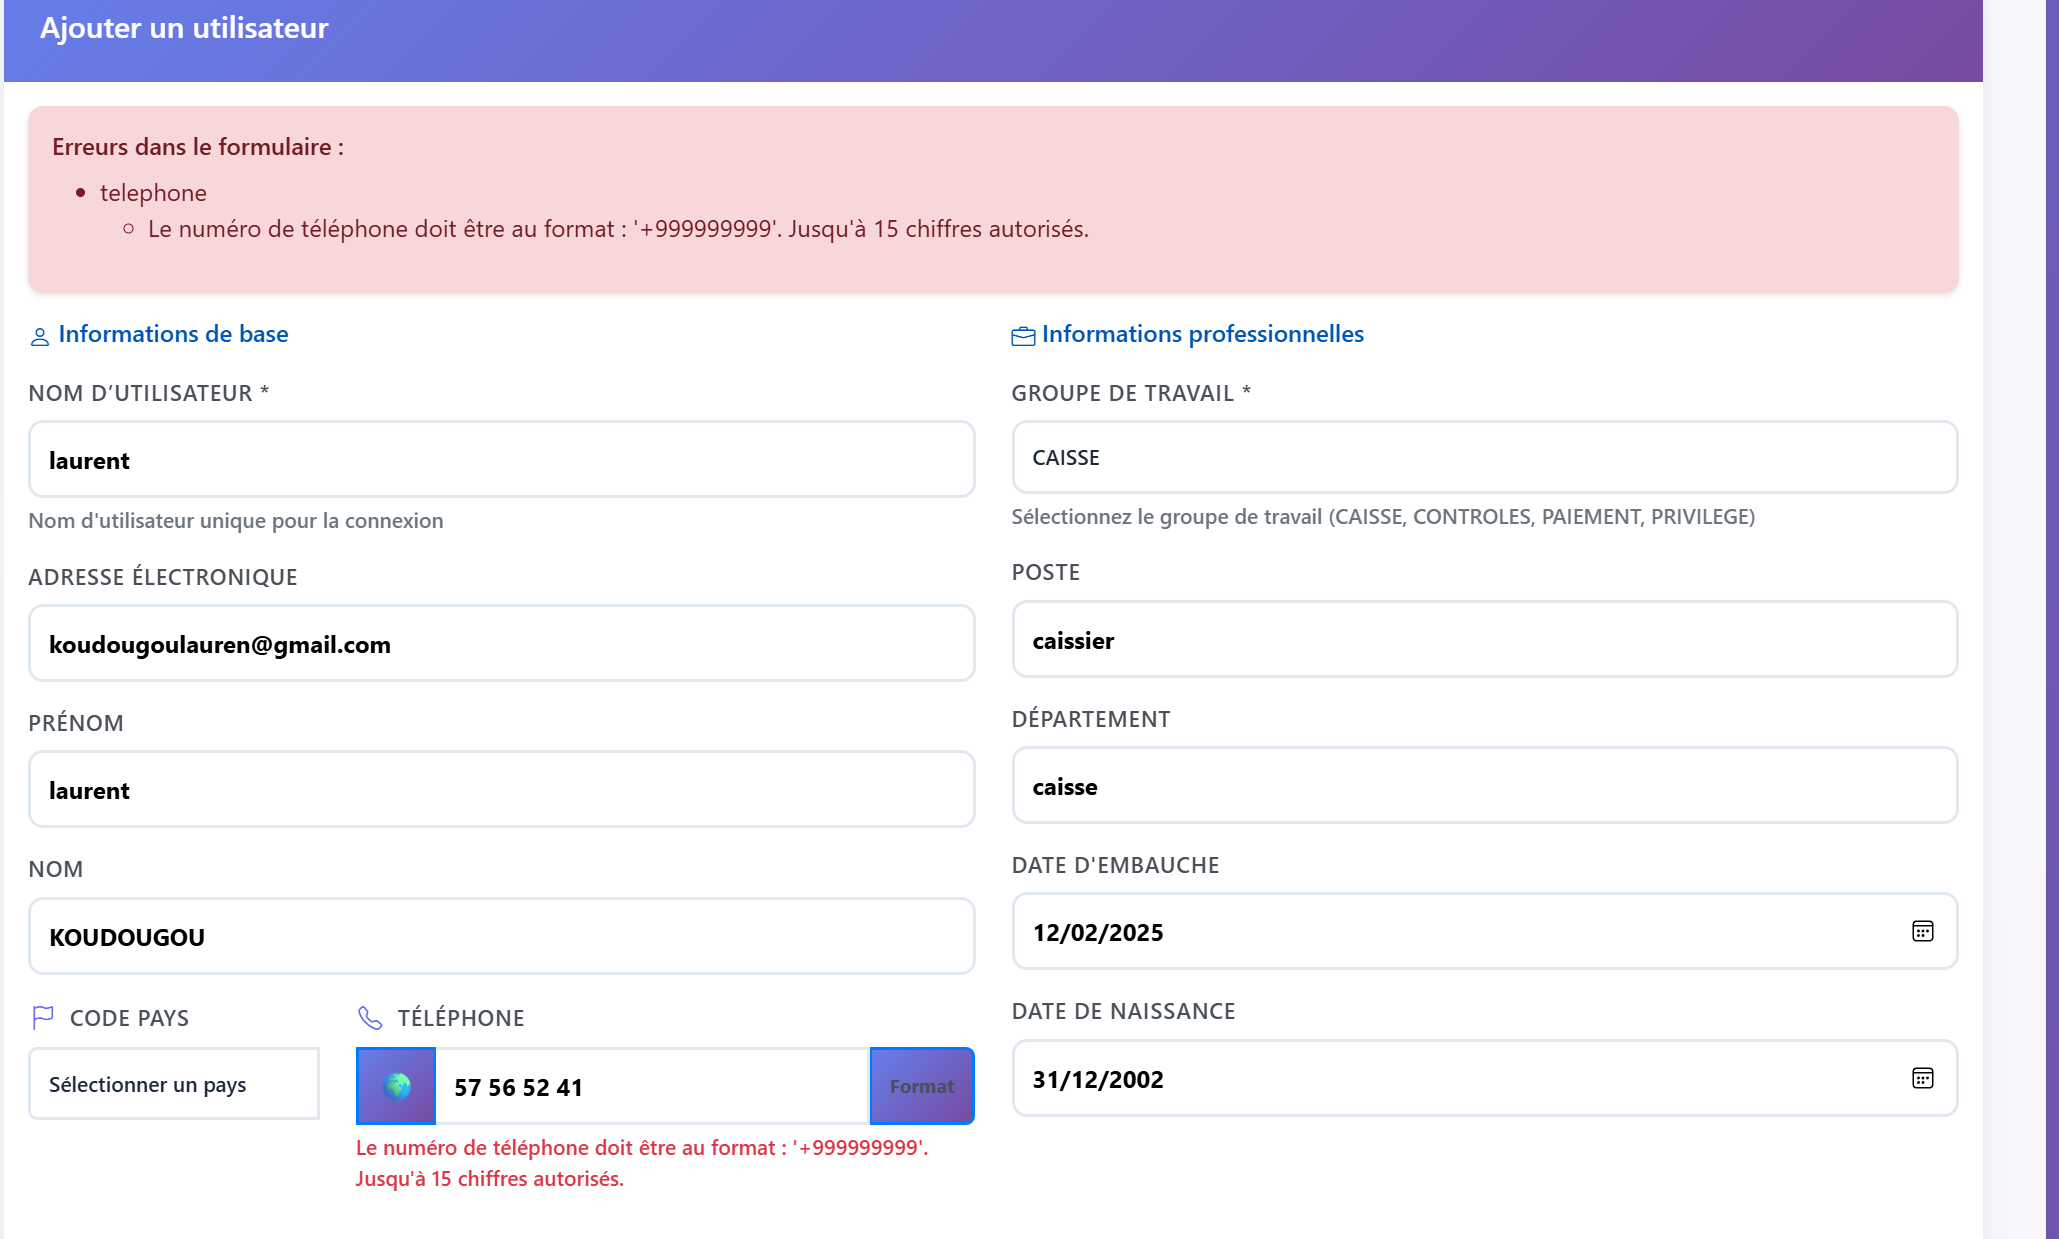 Ajouter un utilisateur
Erreurs dans le formulaire :
telephone
Le numéro de téléphone doit être au format : '+999999999'. Jusqu'à 15 chiffres autorisés.
Informations de base
NOM D’UTILISATEUR *
laurent
Nom d'utilisateur unique pour la connexion
ADRESSE ÉLECTRONIQUE
koudougoulauren@gmail.com
PRÉNOM
laurent
NOM
KOUDOUGOU
CODE PAYS
Sélectionner un pays
TÉLÉPHONE
57 56 52 41
Format
Le numéro de téléphone doit être au format : '+999999999'.
Jusqu'à 15 chiffres autorisés.
Informations professionnelles
GROUPE DE TRAVAIL *
CAISSE
Sélectionnez le groupe de travail (CAISSE, CONTROLES, PAIEMENT, PRIVILEGE)
POSTE
caissier
DÉPARTEMENT
caisse
DATE D'EMBAUCHE
12/02/2025
DATE DE NAISSANCE
31/12/2002